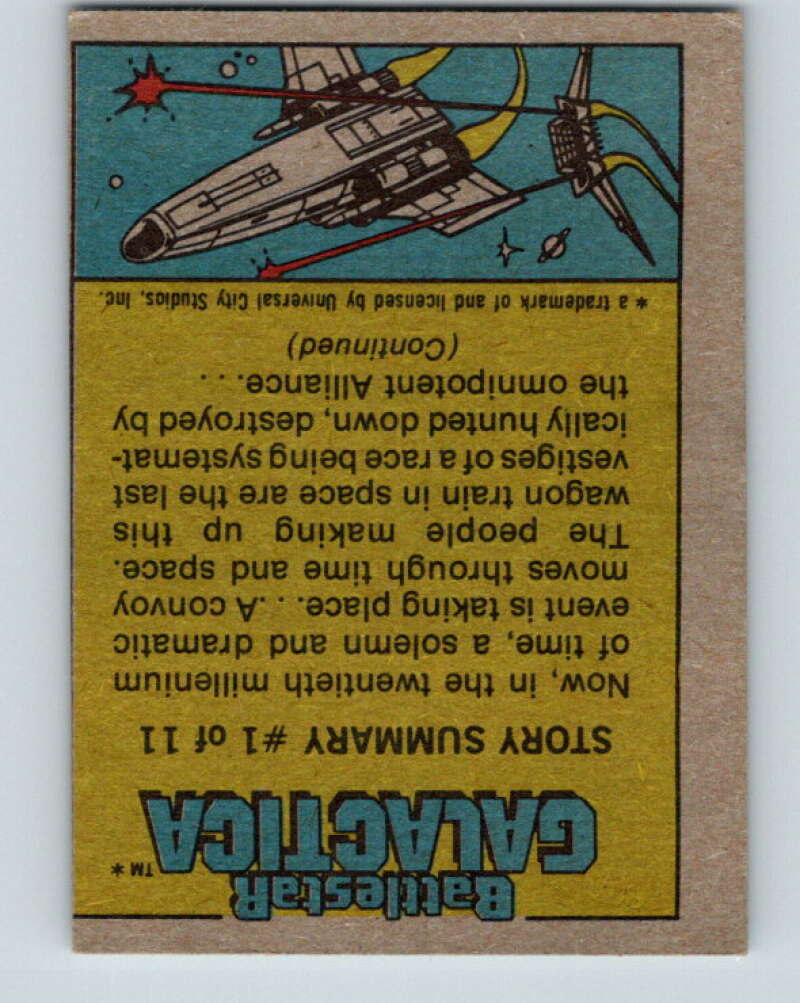 BattlestaR
GALACTICA™*
STORY SUMMARY #1 of 11
Now, in the twentieth millenium
of time, a solemn and dramatic
event is taking place. . .A convoy
moves through time and space.
The people making up this
wagon train in space are the last
vestiges of a race being systemat-
ically hunted down, destroyed by
the omnipotent Alliance. . .
(Continued)
* a trademark of and licensed by Universal City Studios, Inc.